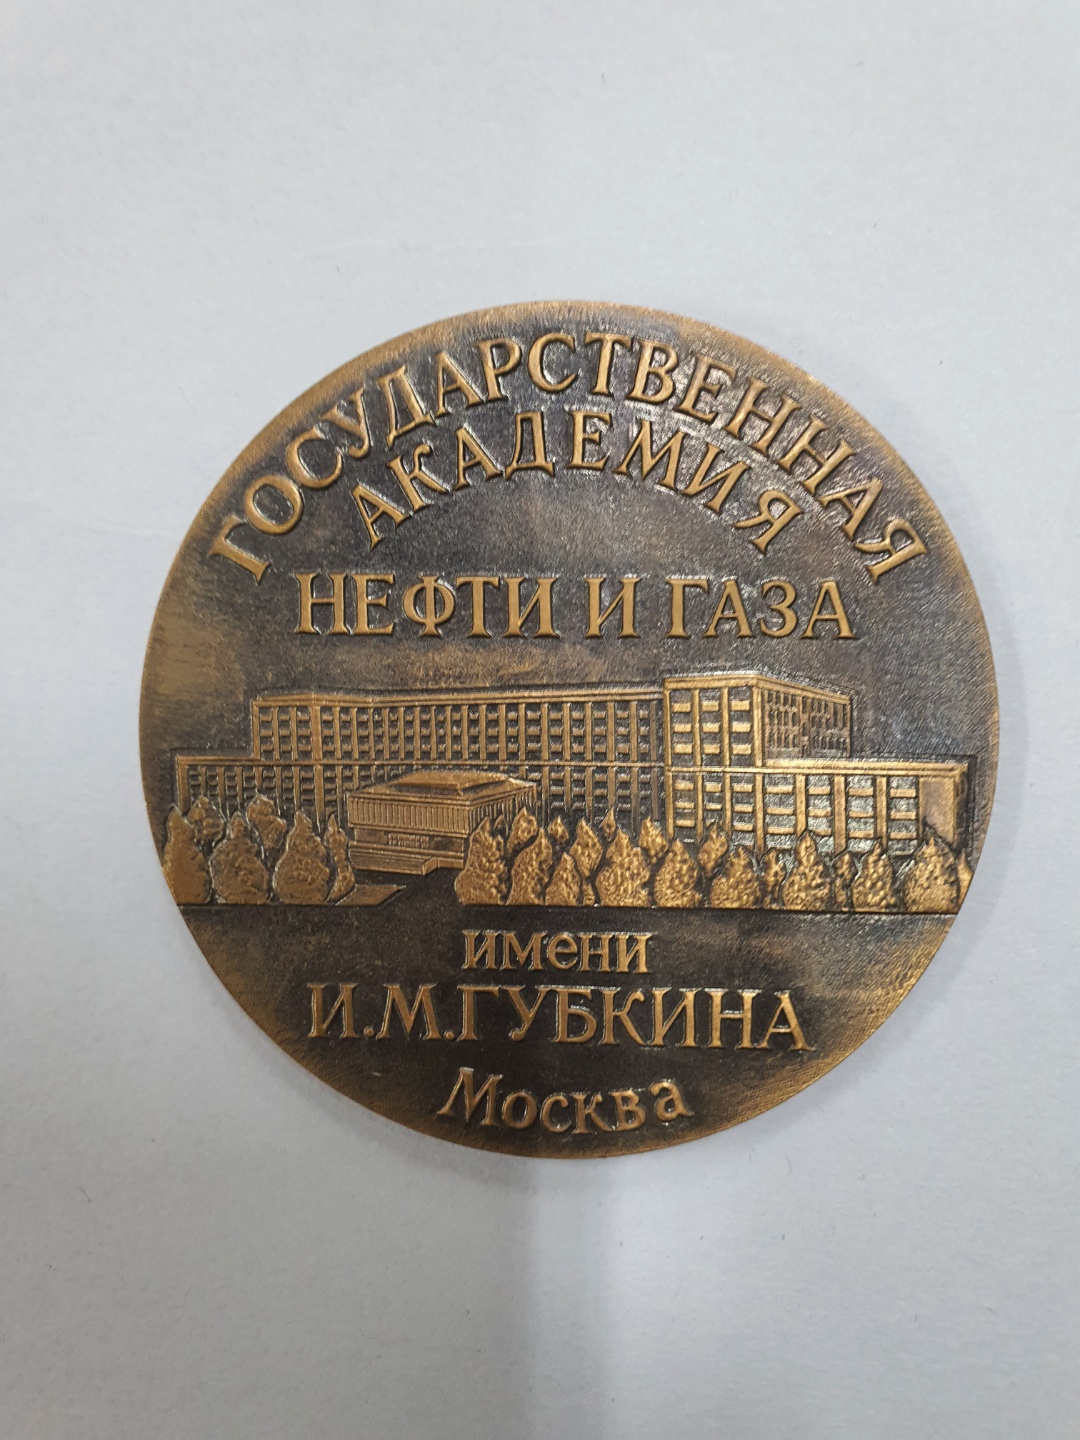 ГОСУДАРСТВЕННАЯ
АКАДЕМИЯ
НЕФТИ И ГАЗА
имени
И.М.ГУБКИНА
Москва